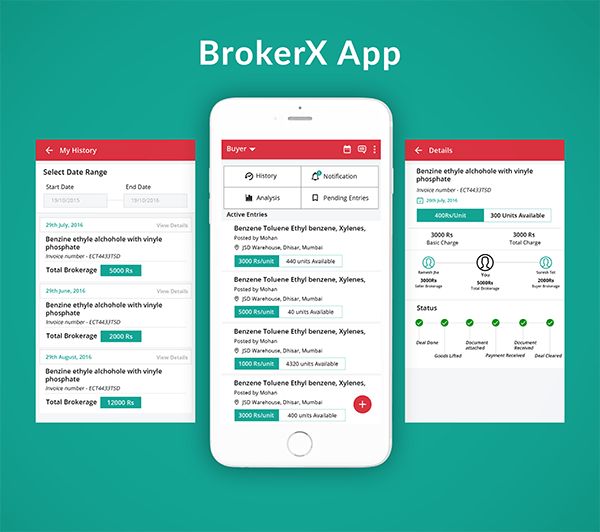 BrokerX App
My History
Select Date Range
Start Date
End Date
19/10/2015
19/10/2016
29th July, 2016
View Details
Benzine ethyle alchohole with vinyle
phosphate
Invoice number - ECT4433TSD
Total Brokerage
5000 Rs
29th June, 2016
View Details
Benzine ethyle alchohole with vinyle
phosphate
Invoice number - ECT4433TSD
Total Brokerage
2000 Rs
29th August, 2016
View Details
Benzine ethyle alchohole with vinyle
phosphate
Invoice number - ECT4433TSD
Total Brokerage
12000 Rs
Buyer
History
Notification
Analysis
Pending Entries
Active Entries
Benzene Toluene Ethyl benzene, Xylenes,
Posted by Mohan
JSD Warehouse, Dhisar, Mumbai
3000 Rs/unit
440 units Available
Benzene Toluene Ethyl benzene, Xylenes,
Posted by Mohan
JSD Warehouse, Dhisar, Mumbai
5000 Rs/unit
40 units Available
Benzene Toluene Ethyl benzene, Xylenes,
Posted by Mohan
JSD Warehouse, Dhisar, Mumbai
1000 Rs/unit
4320 units Available
Benzene Toluene Ethyl benzene, Xylenes,
Posted by Mohan
JSD Warehouse, Dhisar, Mumbai
3000 Rs/unit
400 units Available
Details
Benzine ethyle alchohole with vinyle
phosphate
Invoice number - ECT4433TSD
26th July, 2016
400Rs/Unit
300 Units Available
3000 Rs
Basic Charge
3000 Rs
Total Charge
Ramesh Jha
3000Rs
Seller Brokerage
You
5000Rs
Total Brokerage
Suresh Tet
2000Rs
Buyer Brokerage
Status
Deal Done
Goods Lifted
Document
attached
Payment Received
Document
Received
Deal Cleared